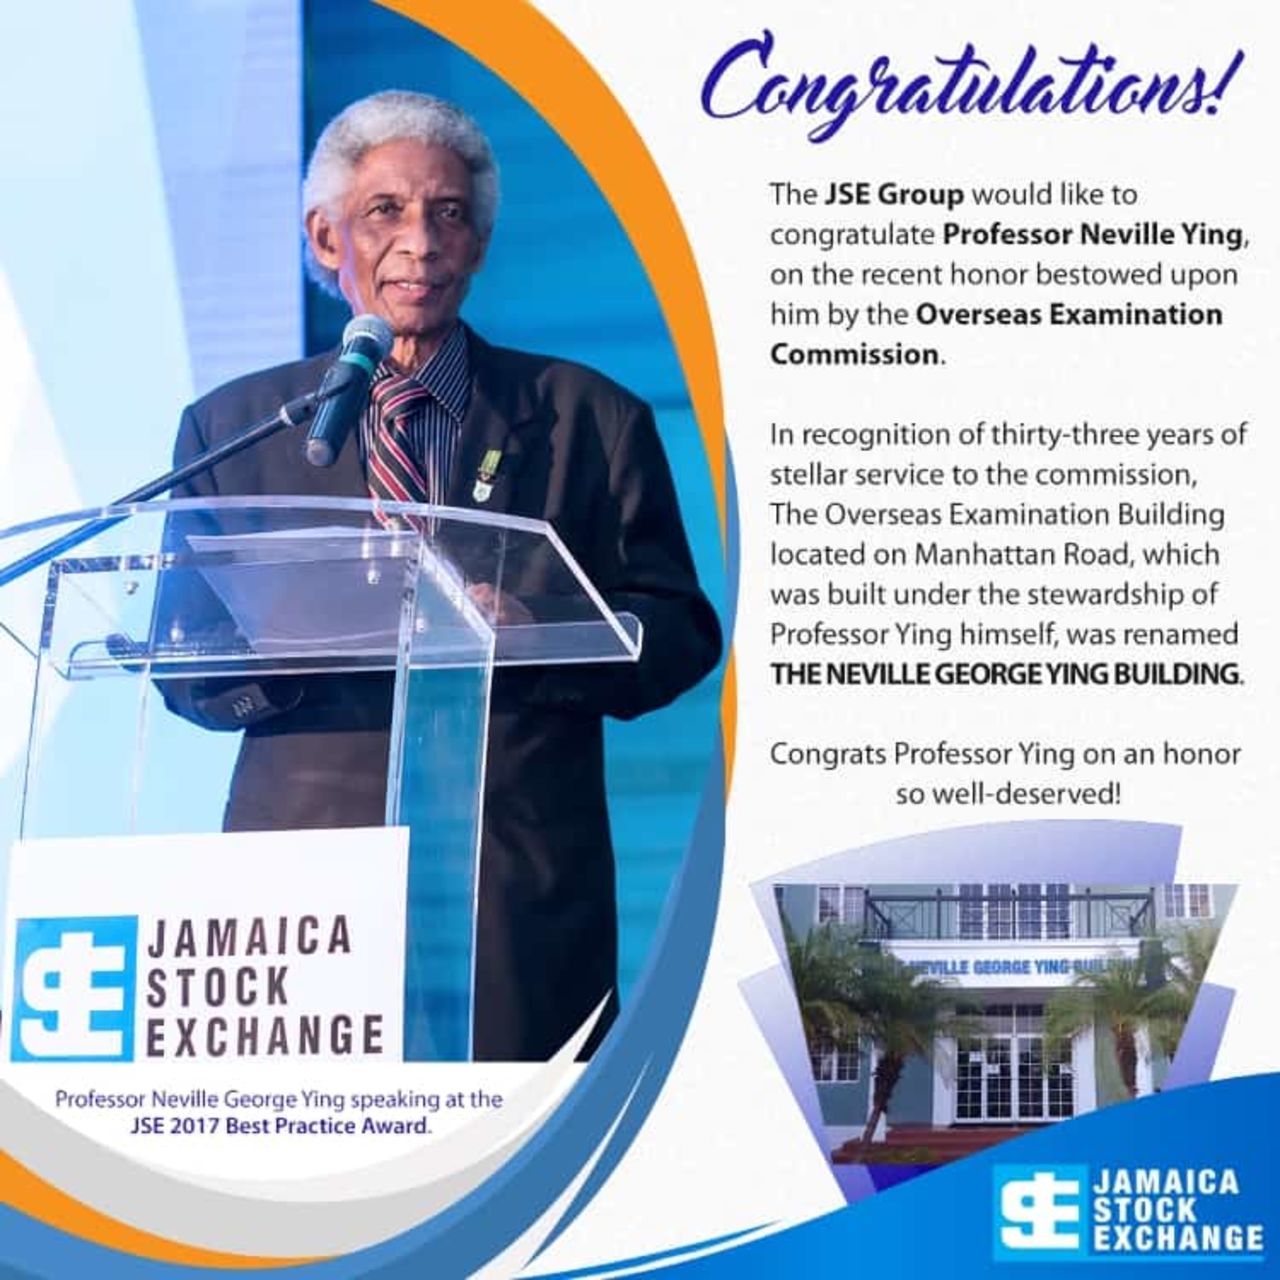 Congratulations!
The JSE Group would like to
congratulate Professor Neville Ying,
on the recent honor bestowed upon
him by the Overseas Examination
Commission.
In recognition of thirty-three years of
stellar service to the commission,
The Overseas Examination Building
located on Manhattan Road, which
was built under the stewardship of
Professor Ying himself, was renamed
THE NEVILLE GEORGE YING BUILDING.
Congrats Professor Ying on an honor
so well-deserved!
NEVILLE GEORGE YING
JAMAICA
STOCK
EXCHANGE
Professor Neville George Ying speaking at the
JSE 2017 Best Practice Award.
JAMAICA
STOCK
EXCHANGE